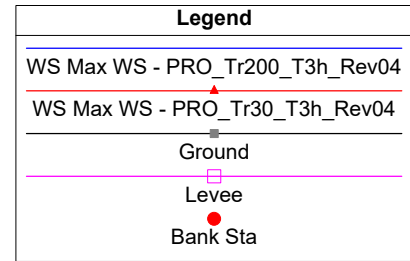 Legend
WS Max WS - PRO_Tr200_T3h_Rev04
WS Max WS - PRO_Tr30_T3h_Rev04
Ground
Levee
Bank Sta